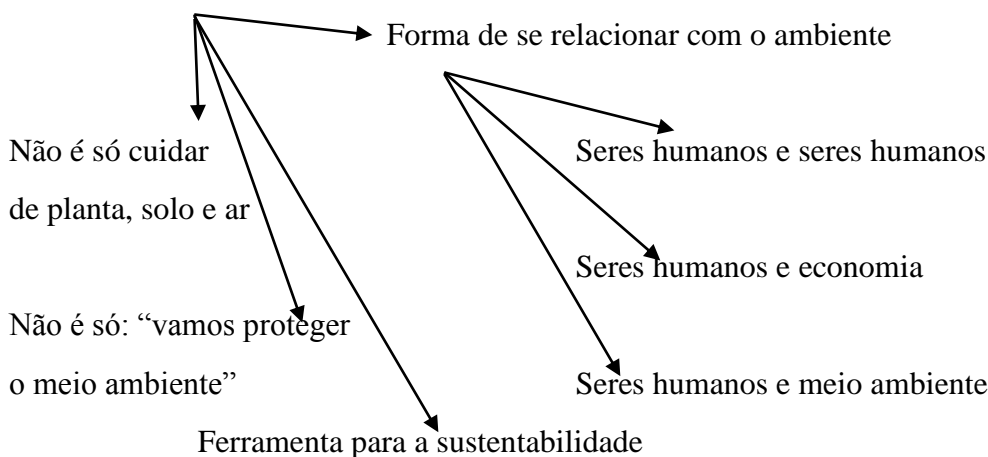 Forma de se relacionar com o ambiente
Não é só cuidar
de planta, solo e ar
Seres humanos e seres humanos
Seres humanos e economia
Não é só: “vamos proteger
o meio ambiente”
Seres humanos e meio ambiente
Ferramenta para a sustentabilidade